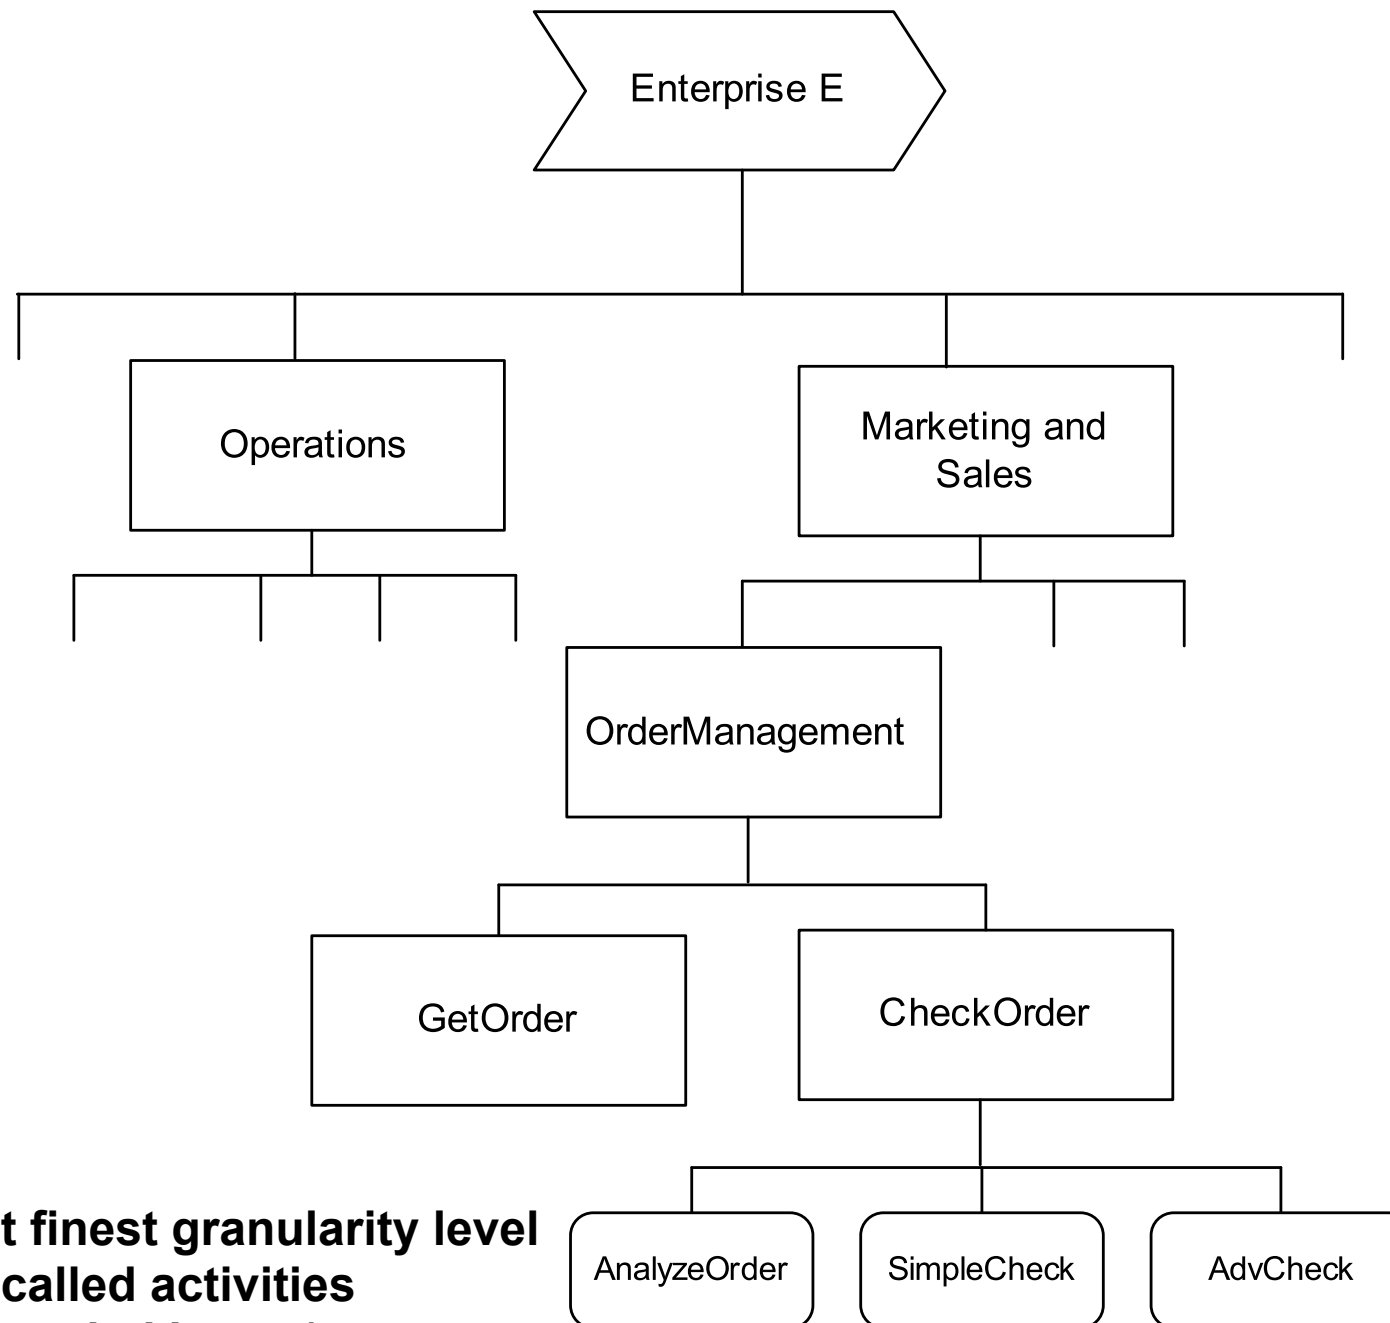 Enterprise E
Operations
Marketing and
Sales
OrderManagement
GetOrder
CheckOrder
AnalyzeOrder
SimpleCheck
AdvCheck
t finest granularity level
called activities